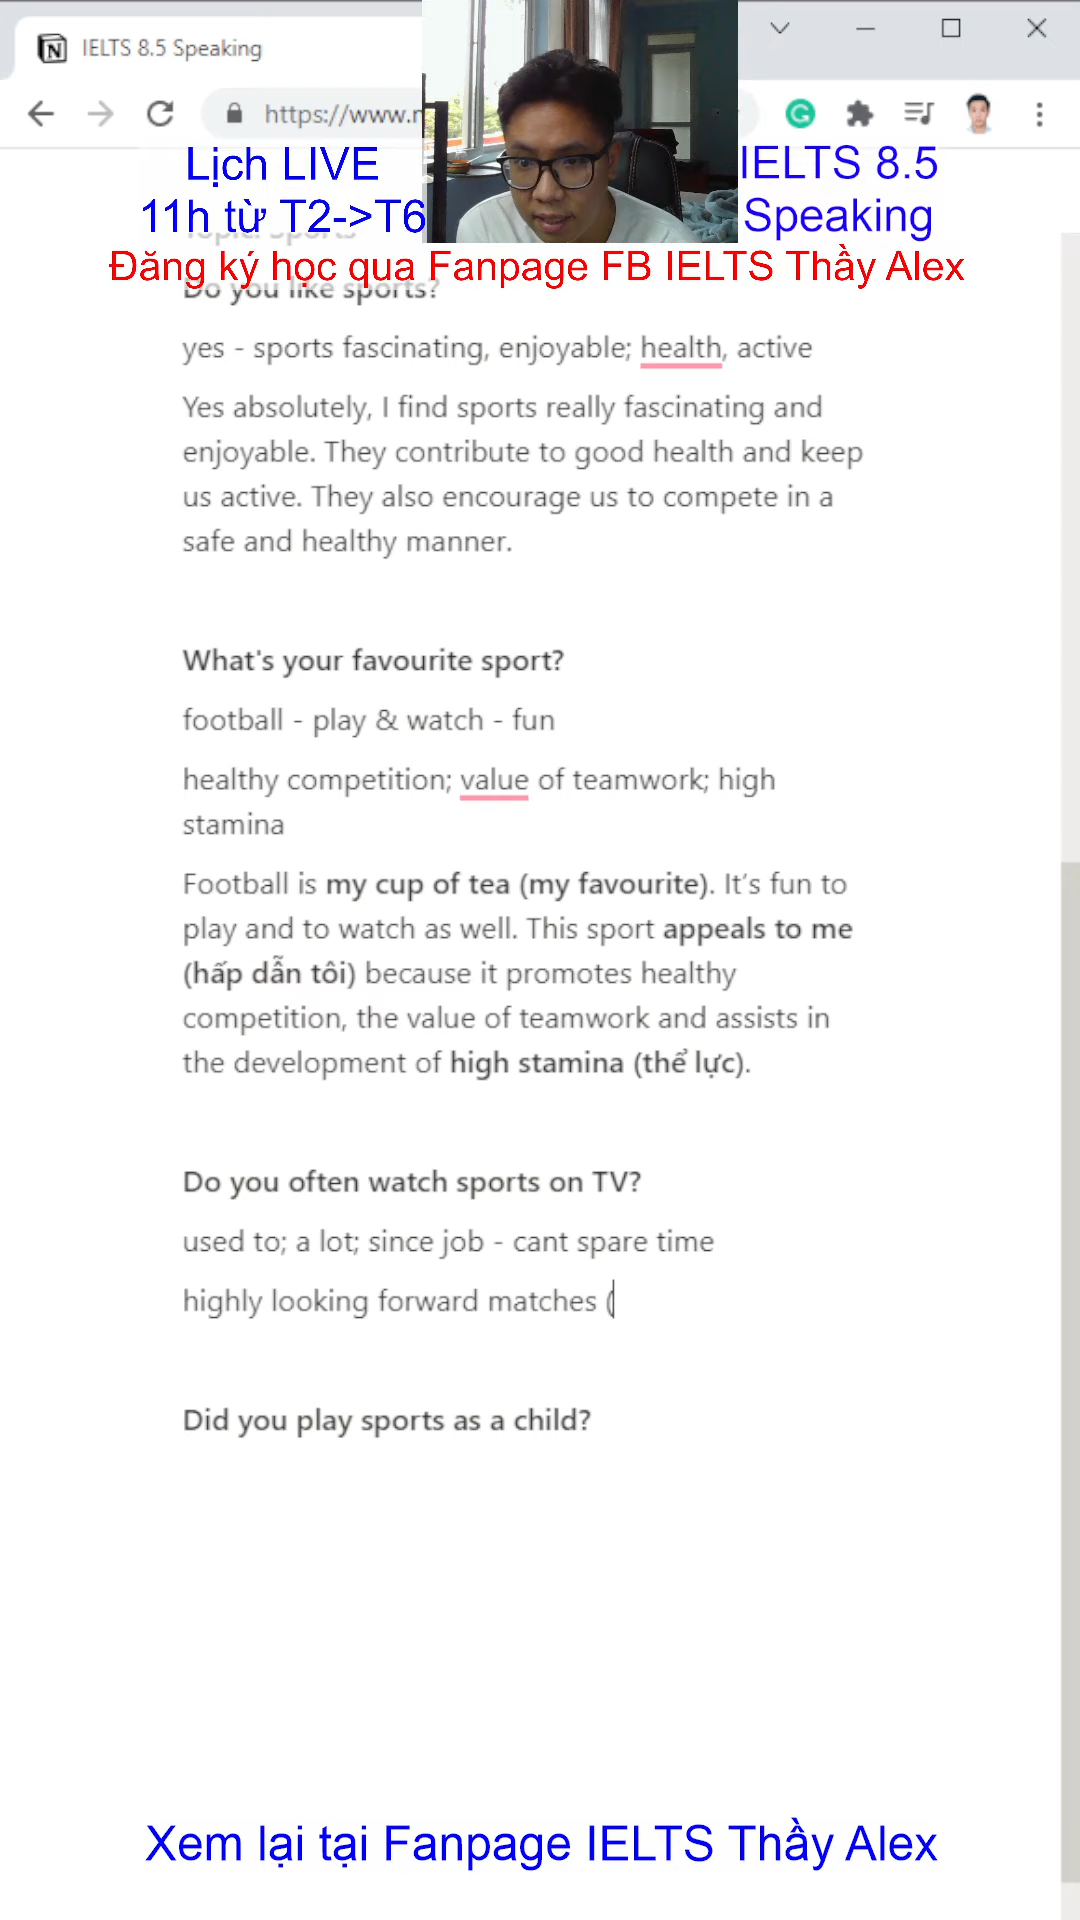 IELTS 8.5 Speaking
https://www.
Lịch LIVE
11h từ T2->T6
IELTS 8.5
Speaking
Topic: Sports
Đăng ký học qua Fanpage FB IELTS Thầy Alex
Do you like sports?
yes - sports fascinating, enjoyable; health, active
Yes absolutely, I find sports really fascinating and
enjoyable. They contribute to good health and keep
us active. They also encourage us to compete in a
safe and healthy manner.
What's your favourite sport?
football - play & watch - fun
healthy competition; value of teamwork; high
stamina
Football is my cup of tea (my favourite). It’s fun to
play and to watch as well. This sport appeals to me
(hấp dẫn tôi) because it promotes healthy
competition, the value of teamwork and assists in
the development of high stamina (thể lực).
Do you often watch sports on TV?
used to; a lot; since job - cant spare time
highly looking forward matches (
Did you play sports as a child?
Xem lại tại Fanpage IELTS Thầy Alex